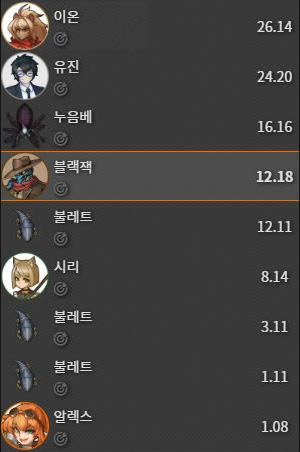 이온
26.14
유진
24.20
누음베
16.16
블랙잭
12.18
불레트
12.11
시리
8.14
불레트
3.11
불레트
1.11
알렉스
1.08